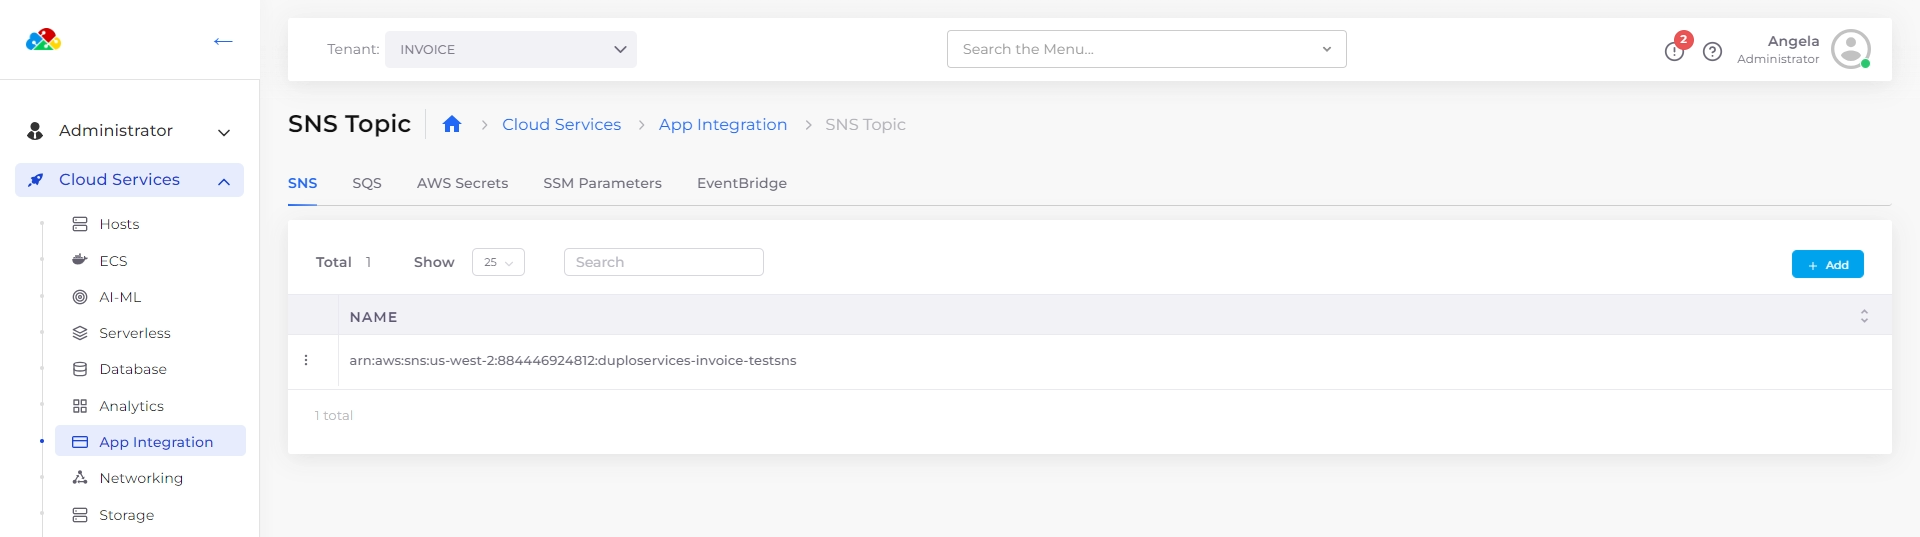 Tenant: INVOICE
Search the Menu...
2
Angela
Administrator
Administrator
Cloud Services
Hosts
ECS
AI-ML
Serverless
Database
Analytics
App Integration
Networking
Storage
SNS Topic
Cloud Services
App Integration
SNS Topic
SNS SQS AWS Secrets SSM Parameters EventBridge
Total 1 Show 25 Search
+ Add
NAME
arn:aws:sns:us-west-2:884446924812:duploservices-invoice-testsns
1 total